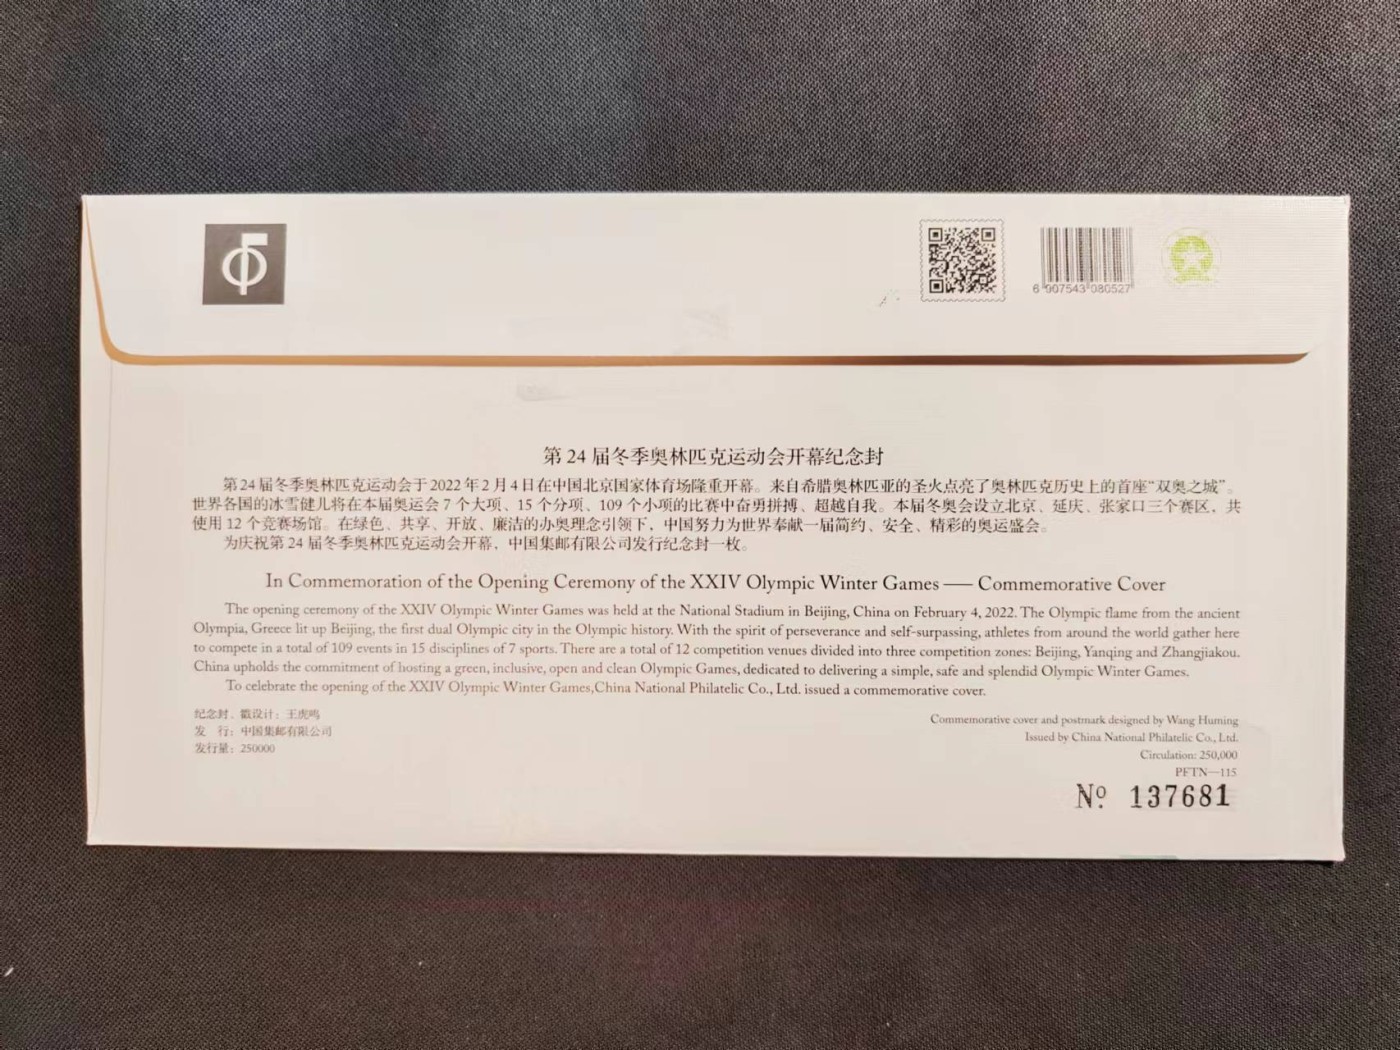 6 907543 080527
第 24 届冬季奥林匹克运动会开幕纪念封
第 24 届冬季奥林匹克运动会于 2022 年 2 月 4 日在中国北京国家体育场隆重开幕。来自希腊奥林匹亚的圣火点亮了奥林匹克历史上的首座“双奥之城”。
世界各国的冰雪健儿将在本届奥运会 7 个大项、15 个分项、109 个小项的比赛中奋勇拼搏、超越自我。本届冬奥会设立北京、延庆、张家口三个赛区，共
使用 12 个竞赛场馆。在绿色、共享、开放、廉洁的办奥理念引领下，中国努力为世界奉献一届简约、安全、精彩的奥运盛会。
为庆祝第 24 届冬季奥林匹克运动会开幕，中国集邮有限公司发行纪念封一枚。
In Commemoration of the Opening Ceremony of the XXIV Olympic Winter Games —— Commemorative Cover
The opening ceremony of the XXIV Olympic Winter Games was held at the National Stadium in Beijing, China on February 4, 2022. The Olympic flame from the ancient
Olympia, Greece lit up Beijing, the first dual Olympic city in the Olympic history. With the spirit of perseverance and self-surpassing, athletes from around the world gather here
to compete in a total of 109 events in 15 disciplines of 7 sports. There are a total of 12 competition venues divided into three competition zones: Beijing, Yanqing and Zhangjiakou.
China upholds the commitment of hosting a green, inclusive, open and clean Olympic Games, dedicated to delivering a simple, safe and splendid Olympic Winter Games.
To celebrate the opening of the XXIV Olympic Winter Games,China National Philatelic Co., Ltd. issued a commemorative cover.
纪念封、戳设计：王虎鸣
发 行：中国集邮有限公司
发行量：250000
Commemorative cover and postmark designed by Wang Huming
Issued by China National Philatelic Co., Ltd.
Circulation: 250,000
PFTN—115
Nº 137681